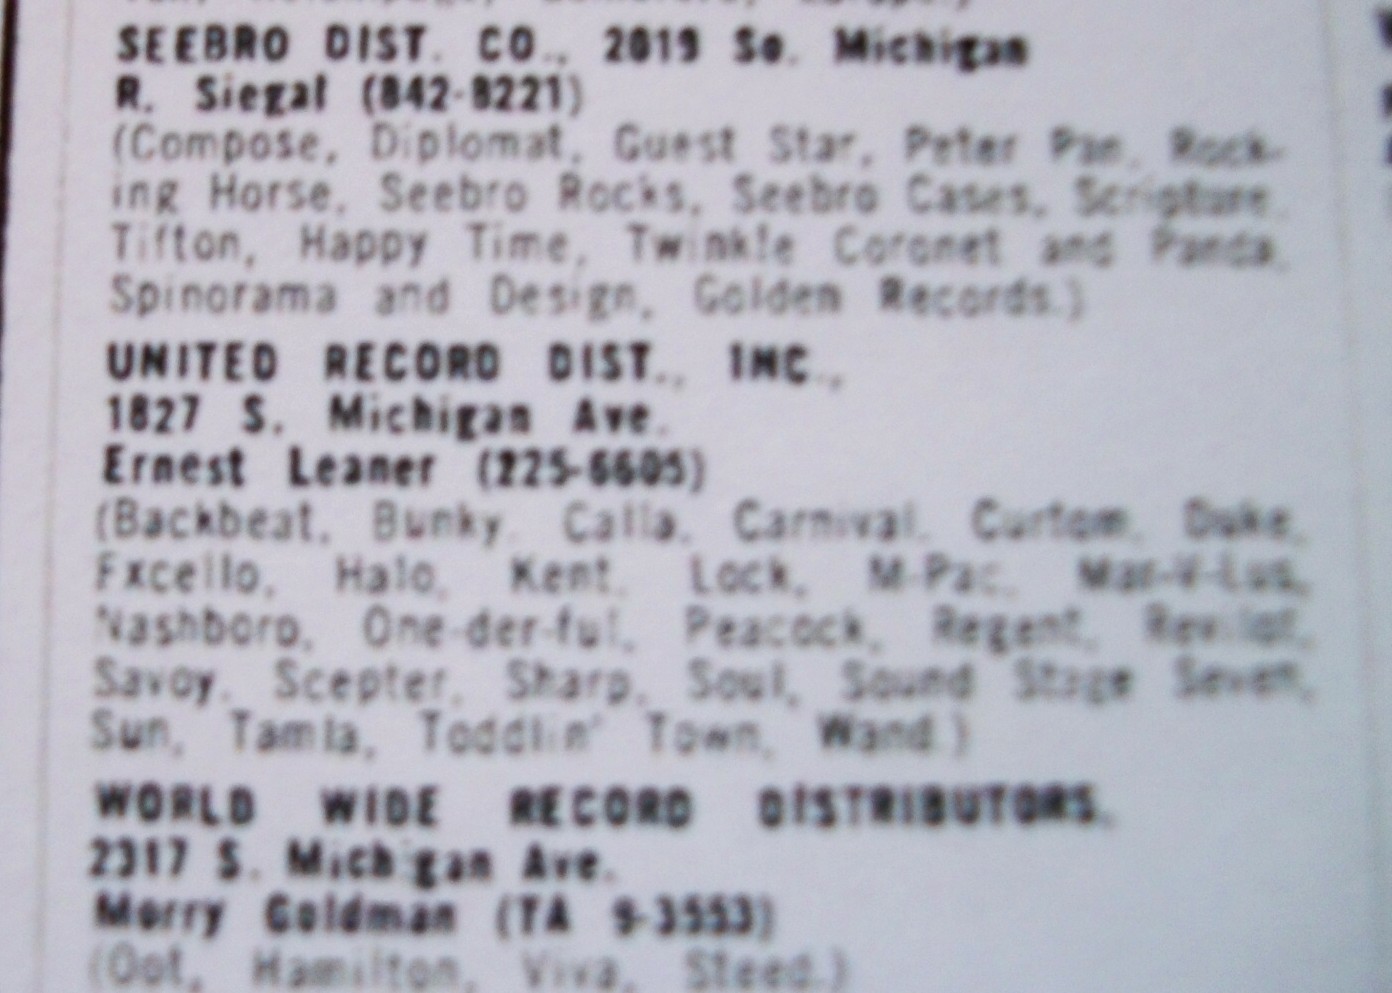 SEEBRO DIST. CO., 2019 So. Michigan
R. Siegal (842-8221)
(Compose, Diplomat, Guest Star, Peter Pan, Rock-
ing Horse, Seebro Rocks, Seebro Cases, Scripture,
Tifton, Happy Time, Twinkle Coronet and Panda,
Spinorama and Design, Golden Records.)
UNITED RECORD DIST., INC.,
1827 S. Michigan Ave.
Ernest Leaner (225-6605)
(Backbeat, Bunky, Calla, Carnival, Curtom, Duke,
Excello, Halo, Kent, Lock, M-Pac, Mar-V-Lus,
Nashboro, One-der-ful, Peacock, Regent, Revilot,
Savoy, Scepter, Sharp, Soul, Sound Stage Seven,
Sun, Tamla, Toddlin' Town, Wand.)
WORLD WIDE RECORD DISTRIBUTORS,
2317 S. Michigan Ave.
Morry Goldman (TA 9-3553)
(Dot, Hamilton, Viva, Steed.)